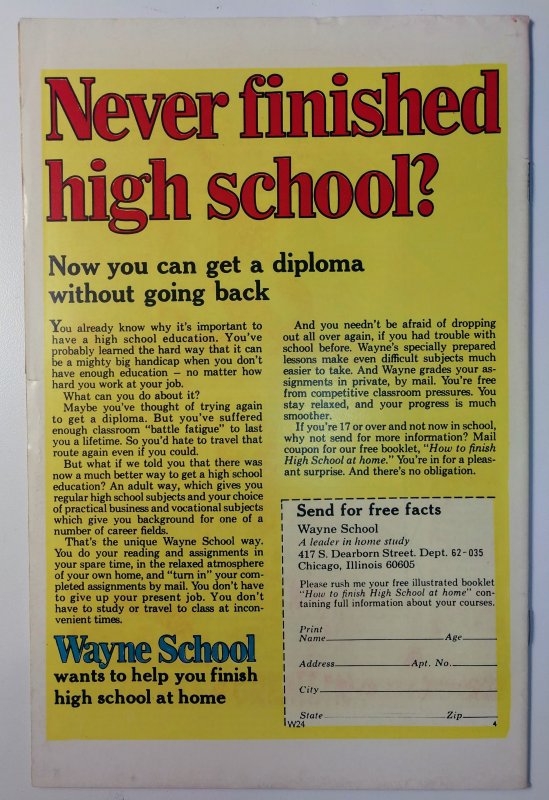 Never finished
high school?
Now you can get a diploma
without going back
You already know why it's important to
have a high school education. You've
probably learned the hard way that it can
be a mighty big handicap when you don't
have enough education – no matter how
hard you work at your job.
What can you do about it?
Maybe you've thought of trying again
to get a diploma. But you've suffered
enough classroom "battle fatigue" to last
you a lifetime. So you'd hate to travel that
route again even if you could.
But what if we told you that there was
now a much better way to get a high school
education? An adult way, which gives you
regular high school subjects and your choice
of practical business and vocational subjects
which give you background for one of a
number of career fields.
That's the unique Wayne School way.
You do your reading and assignments in
your spare time, in the relaxed atmosphere
of your own home, and "turn in" your com-
pleted assignments by mail. You don't have
to give up your present job. You don't
have to study or travel to class at incon-
venient times.
Wayne School
wants to help you finish
high school at home
And you needn't be afraid of dropping
out all over again, if you had trouble with
school before. Wayne's specially prepared
lessons make even difficult subjects much
easier to take. And Wayne grades your as-
signments in private, by mail. You're free
from competitive classroom pressures. You
stay relaxed, and your progress is much
smoother.
If you're 17 or over and not now in school,
why not send for more information? Mail
coupon for our free booklet, "How to finish
High School at home." You're in for a pleas-
ant surprise. And there's no obligation.
Send for free facts
Wayne School
A leader in home study
417 S. Dearborn Street. Dept. 62-035
Chicago, Illinois 60605
Please rush me your free illustrated booklet
"How to finish High School at home" con-
taining full information about your courses.
Print
Name Age
Address Apt. No.
City
State Zip
W24 4